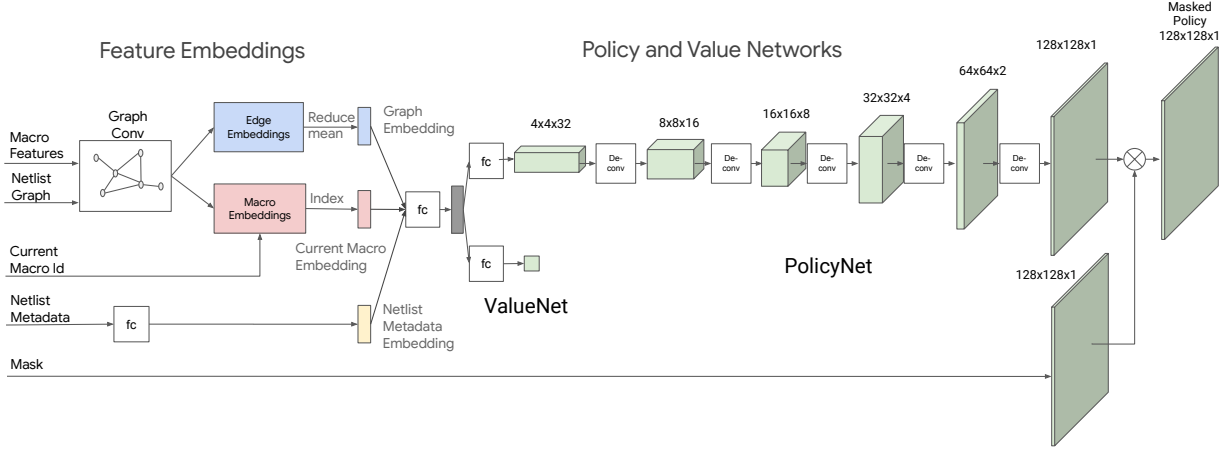 Feature Embeddings
Policy and Value Networks
Masked
Policy
128x128x1
128x128x1
64x64x2
32x32x4
16x16x8
8x8x16
4x4x32
Graph
Conv
Macro
Features
Netlist
Graph
Edge
Embeddings
Reduce
mean
Graph
Embedding
Macro
Embeddings
Index
Current Macro
Embedding
Current
Macro Id
Netlist
Metadata
fc
Netlist
Metadata
Embedding
Mask
fc
fc
fc
De-
conv
De-
conv
De-
conv
De-
conv
De-
conv
ValueNet
PolicyNet
128x128x1